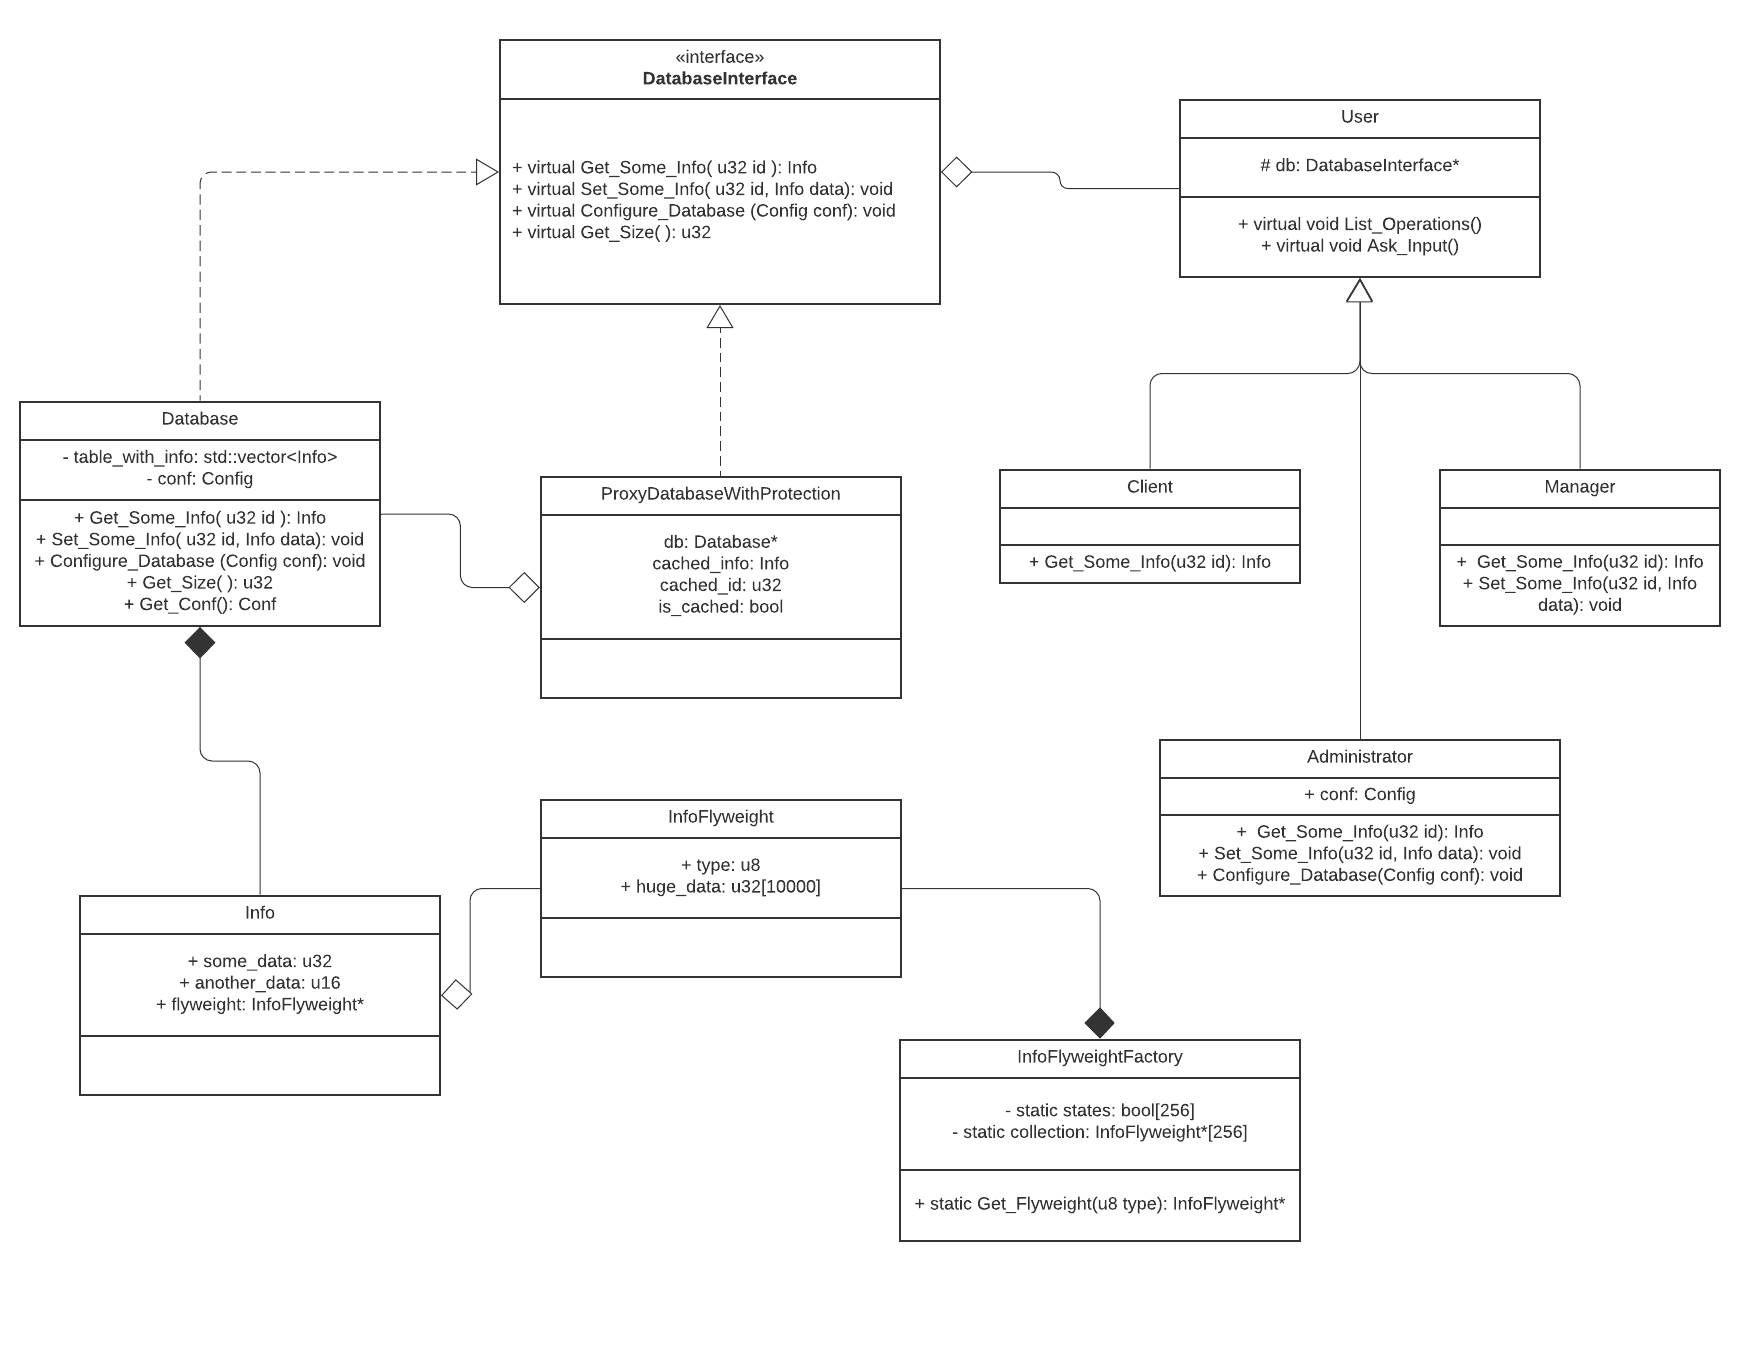 «interface»
DatabaseInterface
+ virtual Get_Some_Info( u32 id ): Info
+ virtual Set_Some_Info( u32 id, Info data): void
+ virtual Configure_Database (Config conf): void
+ virtual Get_Size( ): u32
User
# db: DatabaseInterface*
+ virtual void List_Operations()
+ virtual void Ask_Input()
Database
- table_with_info: std::vector<Info>
- conf: Config
+ Get_Some_Info( u32 id ): Info
+ Set_Some_Info( u32 id, Info data): void
+ Configure_Database (Config conf): void
+ Get_Size( ): u32
+ Get_Conf(): Conf
ProxyDatabaseWithProtection
db: Database*
cached_info: Info
cached_id: u32
is_cached: bool
Client
+ Get_Some_Info(u32 id): Info
Manager
+  Get_Some_Info(u32 id): Info
+ Set_Some_Info(u32 id, Info
data): void
Administrator
+ conf: Config
+  Get_Some_Info(u32 id): Info
+ Set_Some_Info(u32 id, Info data): void
+ Configure_Database(Config conf): void
InfoFlyweight
+ type: u8
+ huge_data: u32[10000]
Info
+ some_data: u32
+ another_data: u16
+ flyweight: InfoFlyweight*
InfoFlyweightFactory
- static states: bool[256]
- static collection: InfoFlyweight*[256]
+ static Get_Flyweight(u8 type): InfoFlyweight*